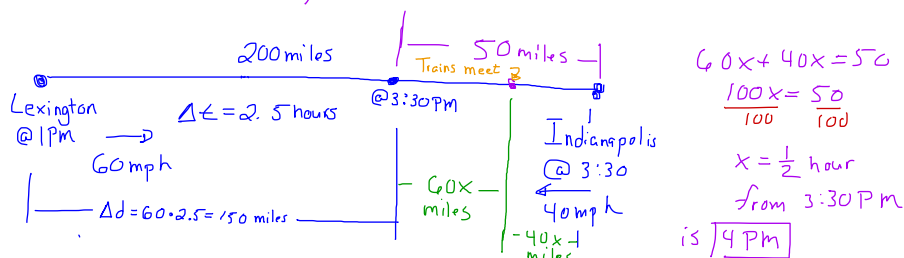 200 miles
50 miles
Trains meet
Lexington
@ 1 PM
60 mph
Δt = 2.5 hours
@3:30PM
Indianapolis
@ 3:30
40 mph
60x
miles
40x
miles
Δd = 60 • 2.5 = 150 miles
60x + 40x = 50
100x = 50
100 100
x = 1/2 hour
from 3:30 PM
is 4 PM